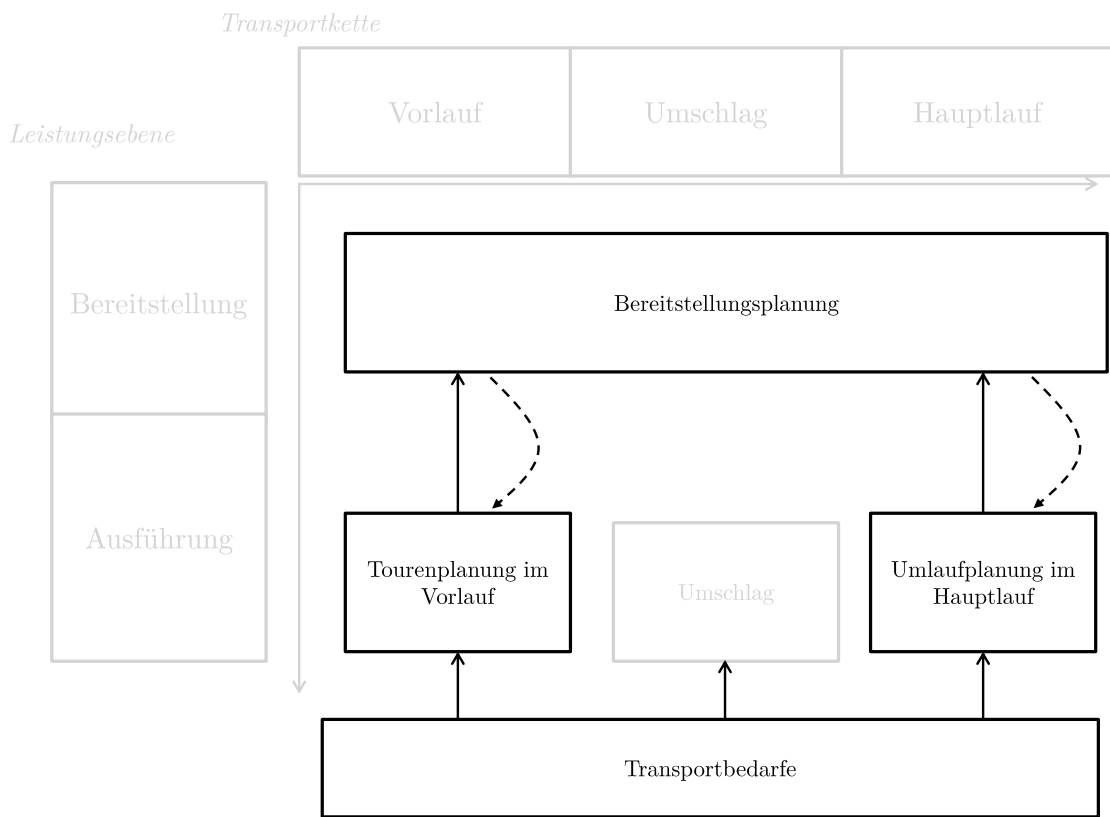 Transportkette
Vorlauf
Umschlag
Hauptlauf
Leistungsebene
Bereitstellung
Bereitstellungsplanung
Ausführung
Tourenplanung im
Vorlauf
Umschlag
Umlaufplanung im
Hauptlauf
Transportbedarfe